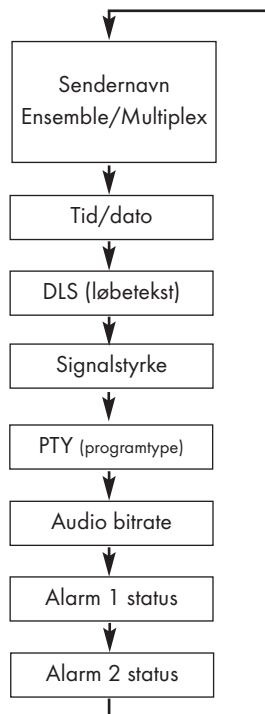 Sendernavn
Ensemble/Multiplex
Tid/dato
DLS (løbetekst)
Signalstyrke
PTY (programtype)
Audio bitrate
Alarm 1 status
Alarm 2 status